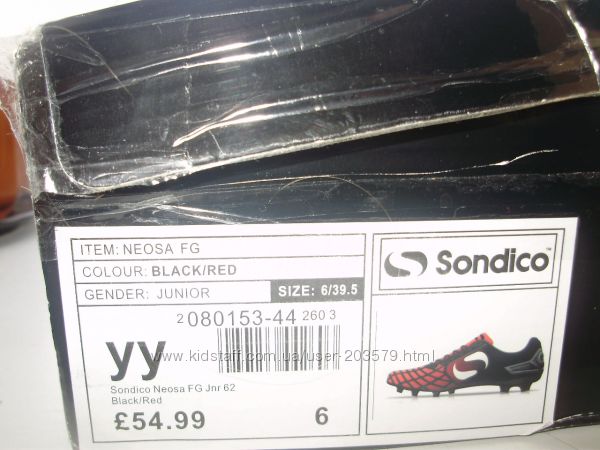 ITEM: NEOSA FG
COLOUR: BLACK/RED
GENDER: JUNIOR
SIZE: 6/39.5
Sondico
2 080153-44 260 3
yy
www.kidstaff.com.ua/user-203579.html
Sondico Neosa FG Jnr 62
Black/Red
£54.99
6